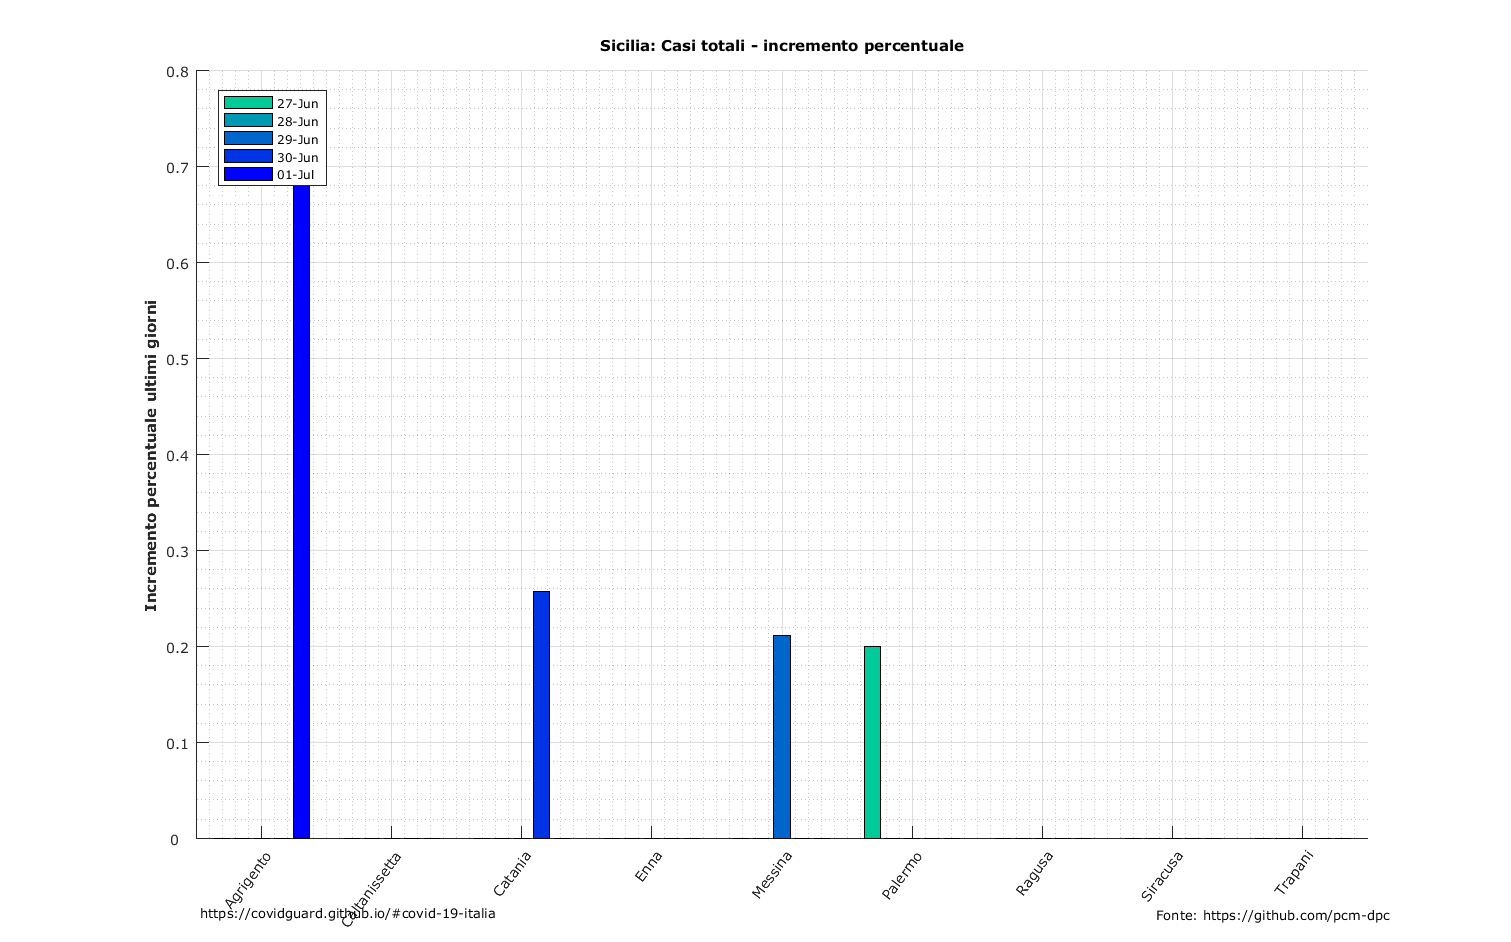 Sicilia: Casi totali - incremento percentuale
0.8
0.7
0.6
0.5
0.4
0.3
0.2
0.1
0
27-Jun
28-Jun
29-Jun
30-Jun
01-Jul
Incremento percentuale ultimi giorni
Agrigento
Caltanissetta
Catania
Enna
Messina
Palermo
Ragusa
Siracusa
Trapani
https://covidguard.github.io/#covid-19-italia
Fonte: https://github.com/pcm-dpc